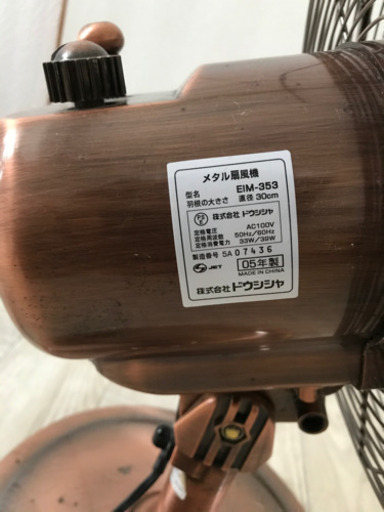 メタル扇風機
型名 EIM-353
羽根の大きさ 直径 30cm
PSE 株式会社 ドウシシャ
定格電圧 AC100V
定格周波数 50Hz/60Hz
定格消費電力 33W/39W
製造番号 5A07436
JET 05年製
MADE IN CHINA
株式会社 ドウシシャ